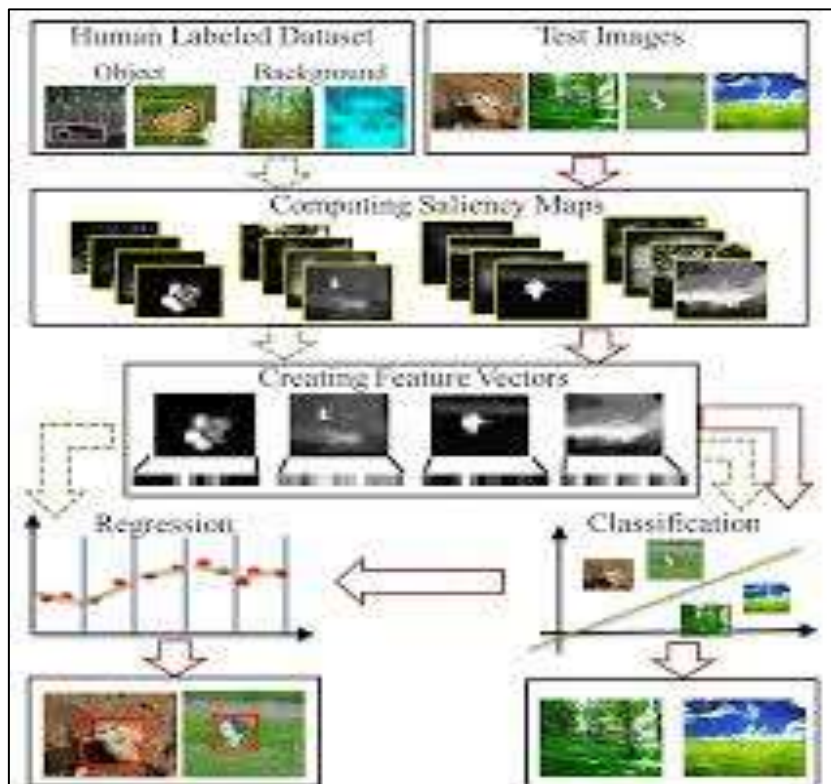 Human Labeled Dataset
Object
Background
Test Images
Computing Saliency Maps
Creating Feature Vectors
Regression
Classification